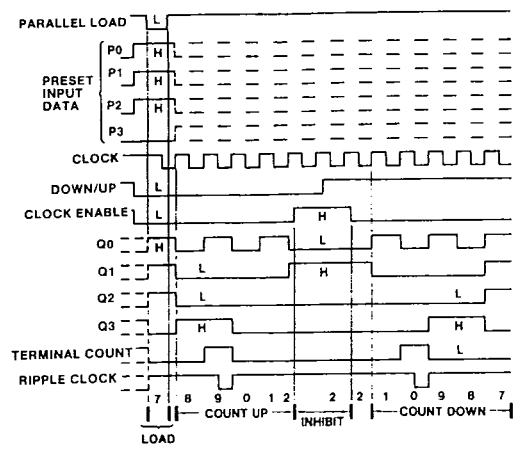 PARALLEL LOAD L
P0 H
P1 H
PRESET INPUT DATA
P2 H
P3
CLOCK
DOWN/UP L
CLOCK ENABLE L H
Q0 H L
Q1 L H
Q2 L L
Q3 H H
TERMINAL COUNT L
RIPPLE CLOCK
7 8 9 0 1 2 2 2 1 0 9 8 7
COUNT UP COUNT DOWN
INHIBIT
LOAD